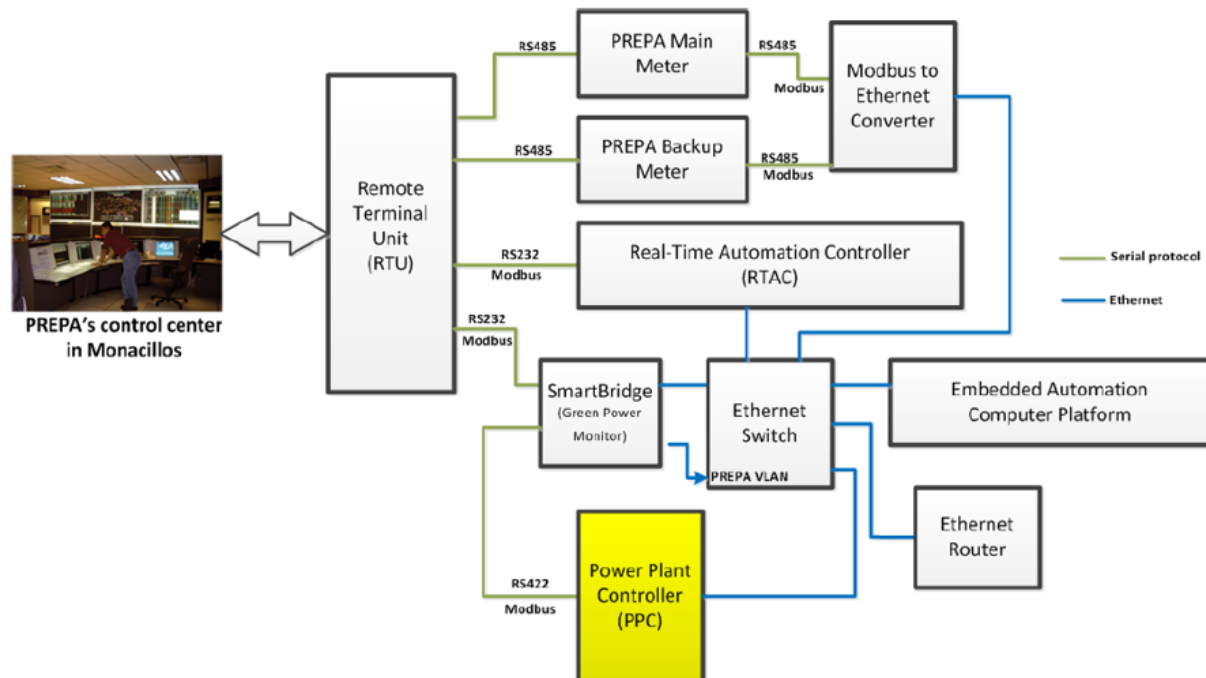 RS485
PREPA Main
Meter
RS485
Modbus
Modbus to
Ethernet
Converter
RS485
PREPA Backup
Meter
RS485
Modbus
Remote
Terminal
Unit
(RTU)
PREPA's control center
in Monacillos
RS232
Modbus
Real-Time Automation Controller
(RTAC)
Serial protocol
Ethernet
RS232
Modbus
SmartBridge
(Green Power
Monitor)
Ethernet
Switch
PREPA VLAN
Embedded Automation
Computer Platform
Ethernet
Router
RS422
Modbus
Power Plant
Controller
(PPC)